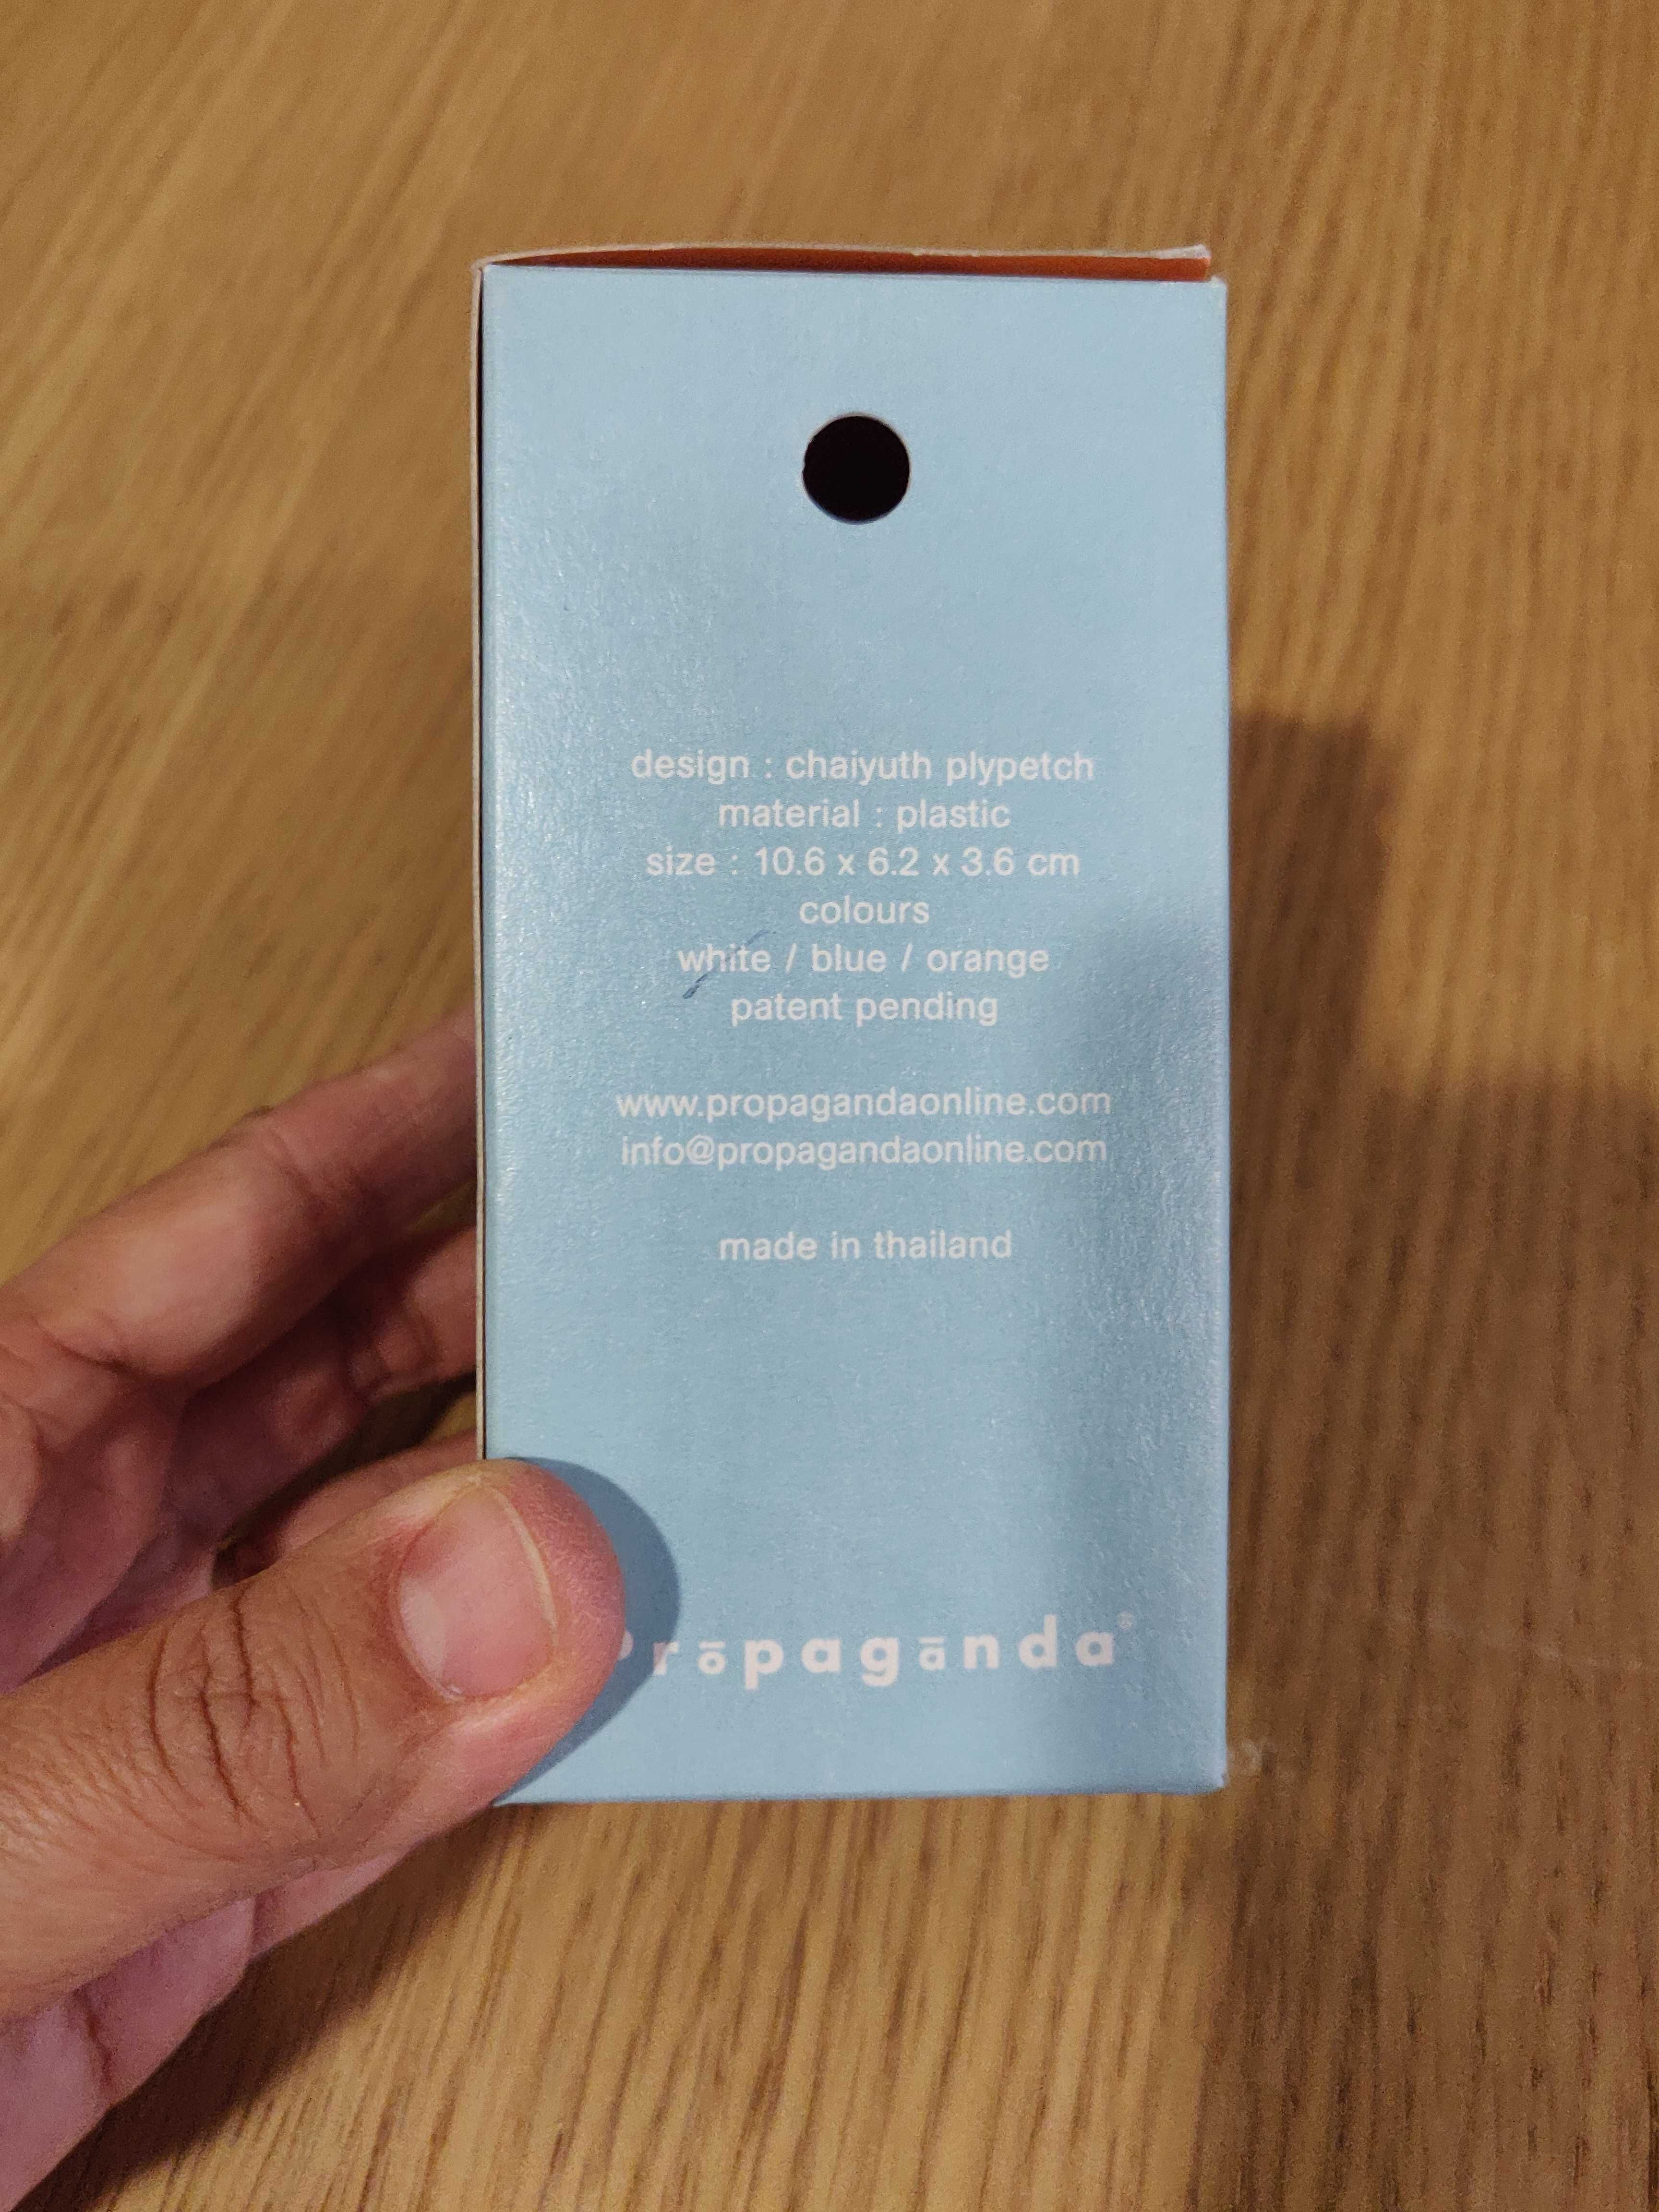 design : chaiyuth plypetch
material : plastic
size : 10.6 x 6.2 x 3.6 cm
colours
white / blue / orange
patent pending
www.propagandaonline.com
info@propagandaonline.com
made in thailand
Prōpagānda®